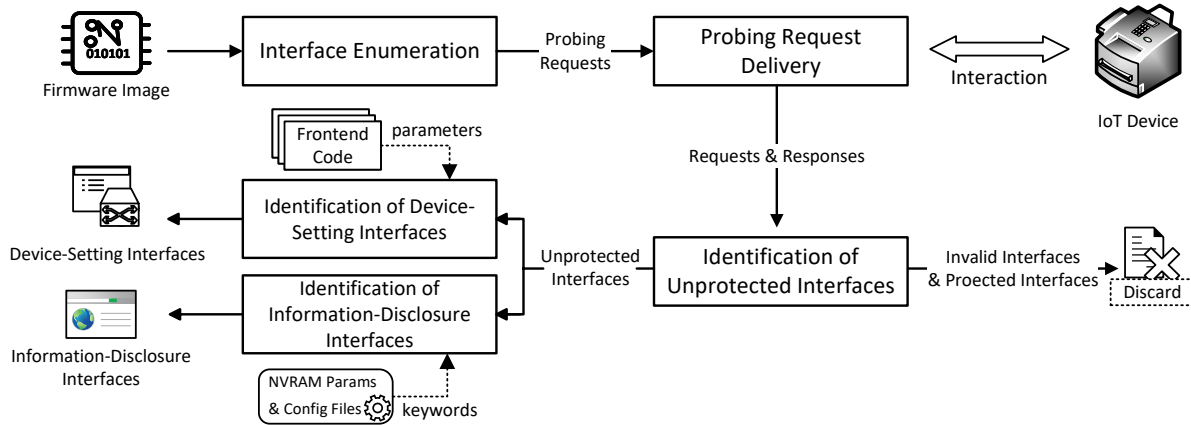 010101
Firmware Image
Interface Enumeration
Probing
Requests
Probing Request
Delivery
Interaction
IoT Device
Frontend
Code
parameters
Requests & Responses
Identification of Device-
Setting Interfaces
Device-Setting Interfaces
Unprotected
Interfaces
Identification of
Unprotected Interfaces
Invalid Interfaces
& Proected Interfaces
Discard
Identification of
Information-Disclosure
Interfaces
Information-Disclosure
Interfaces
NVRAM Params
& Config Files
keywords